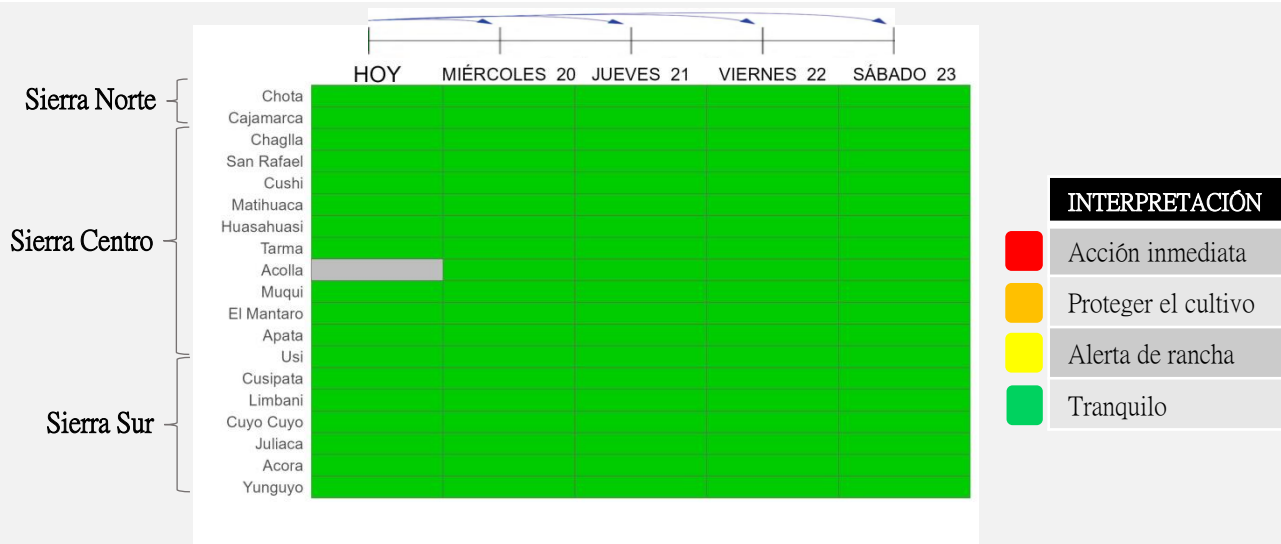 HOY MIÉRCOLES 20 JUEVES 21 VIERNES 22 SÁBADO 23
Sierra Norte
Chota
Cajamarca
Sierra Centro
Chaglla
San Rafael
Cushi
Matihuaca
Huasahuasi
Tarma
Acolla
Muqui
El Mantaro
Apata
Sierra Sur
Usi
Cusipata
Limbani
Cuyo Cuyo
Juliaca
Acora
Yunguyo
INTERPRETACIÓN
Acción inmediata
Proteger el cultivo
Alerta de rancha
Tranquilo